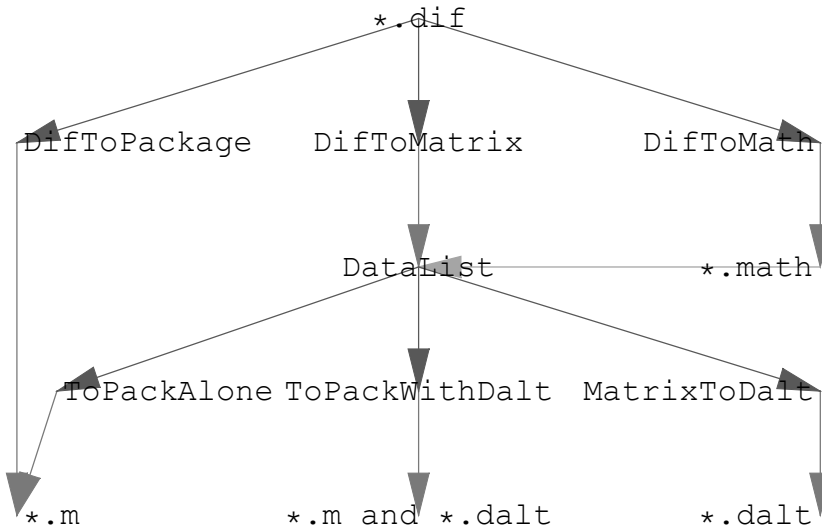 *.dif
DifToPackage DifToMatrix DifToMath
DataList *.math
ToPackAlone ToPackWithDalt MatrixToDalt
*.m *.m and *.dalt *.dalt